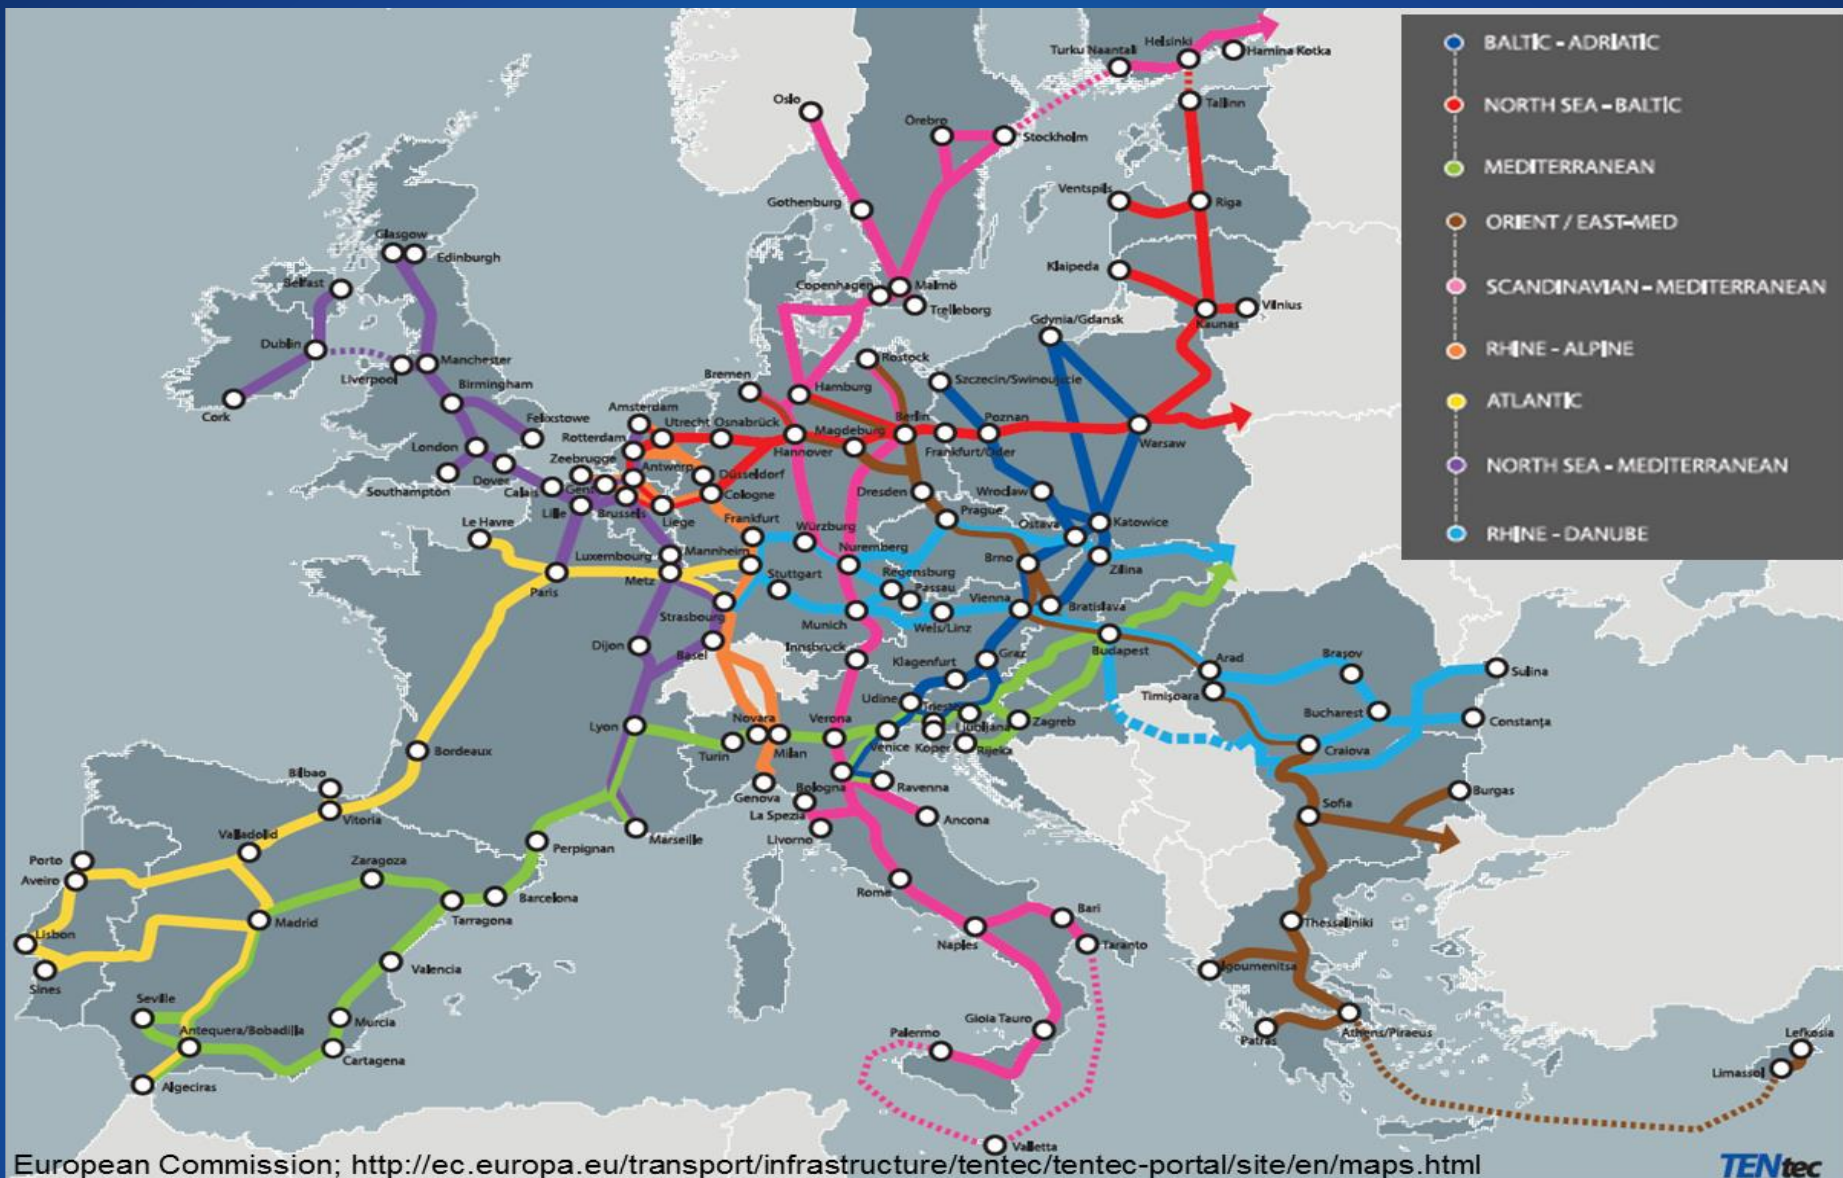 BALTIC - ADRIATIC
NORTH SEA - BALTIC
MEDITERRANEAN
ORIENT / EAST-MED
SCANDINAVIAN - MEDITERRANEAN
RHINE - ALPINE
ATLANTIC
NORTH SEA - MEDITERRANEAN
RHINE - DANUBE
Helsinki
Turku Naantali
Hamina Kotka
Oslo
Tallinn
Örebro
Stockholm
Ventspils
Riga
Gothenburg
Glasgow
Edinburgh
Klaipeda
Belfast
Copenhagen
Malmö
Trelleborg
Vilnius
Gdynia/Gdansk
Kaunas
Dublin
Manchester
Liverpool
Rostock
Bremen
Hamburg
Szczecin/Swinoujscie
Birmingham
Cork
Amsterdam
Felixstowe
Utrecht
Osnabrück
Berlin
Poznan
Rotterdam
Magdeburg
Warsaw
London
Hannover
Frankfurt/Oder
Zeebrugge
Antwerp
Düsseldorf
Dover
Southampton
Calais
Gent
Cologne
Dresden
Wroclaw
Lille
Brussels
Liege
Frankfurt
Prague
Le Havre
Würzburg
Ostava
Katowice
Luxembourg
Mannheim
Nuremberg
Brno
Zilina
Metz
Stuttgart
Regensburg
Passau
Paris
Vienna
Bratislava
Strasbourg
Munich
Wels/Linz
Dijon
Basel
Innsbruck
Budapest
Klagenfurt
Graz
Arad
Braşov
Sulina
Udine
Timişoara
Novara
Verona
Ljubljana
Zagreb
Bucharest
Constanţa
Lyon
Turin
Milan
Venice
Koper
Rijeka
Craiova
Bordeaux
Bilbao
Genova
Bologna
Ravenna
Burgas
Vitoria
La Spezia
Ancona
Sofia
Valladolid
Marseille
Livorno
Perpignan
Porto
Zaragoza
Aveiro
Rome
Barcelona
Tarragona
Madrid
Bari
Thessaliniki
Lisbon
Naples
Taranto
Valencia
Igoumenitsa
Sines
Seville
Murcia
Gioia Tauro
Antequera/Bobadilla
Palermo
Patras
Athens/Piraeus
Lefkosia
Cartagena
Limassol
Algeciras
Valletta
European Commission; http://ec.europa.eu/transport/infrastructure/tentec/tentec-portal/site/en/maps.html
TENtec